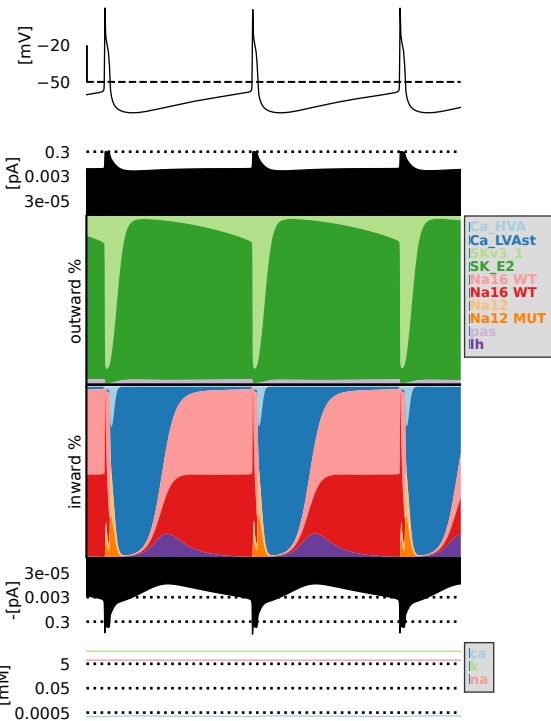 [mV]
−20
−50
[pA]
0.3
0.003
3e-05
outward %
Ca_HVA
Ca_LVAst
SKv3_1
SK_E2
Na16 WT
Na16 WT
Na12
Na12 MUT
pas
Ih
inward %
-[pA]
3e-05
0.003
0.3
[mM]
5
0.05
0.0005
ca
k
na